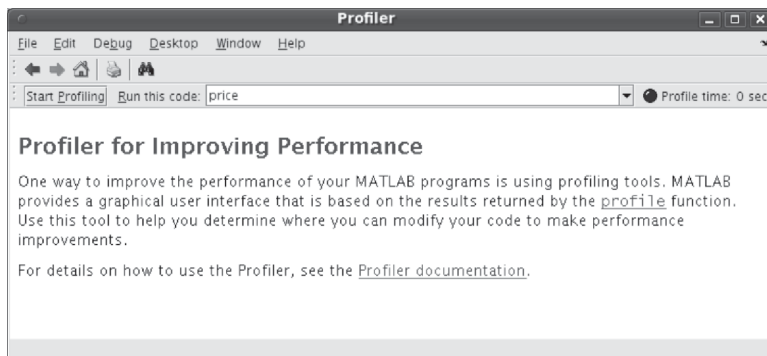 Profiler
File Edit Debug Desktop Window Help
Start Profiling Run this code: price Profile time: 0 sec
Profiler for Improving Performance
One way to improve the performance of your MATLAB programs is using profiling tools. MATLAB
provides a graphical user interface that is based on the results returned by the profile function.
Use this tool to help you determine where you can modify your code to make performance
improvements.
For details on how to use the Profiler, see the Profiler documentation.